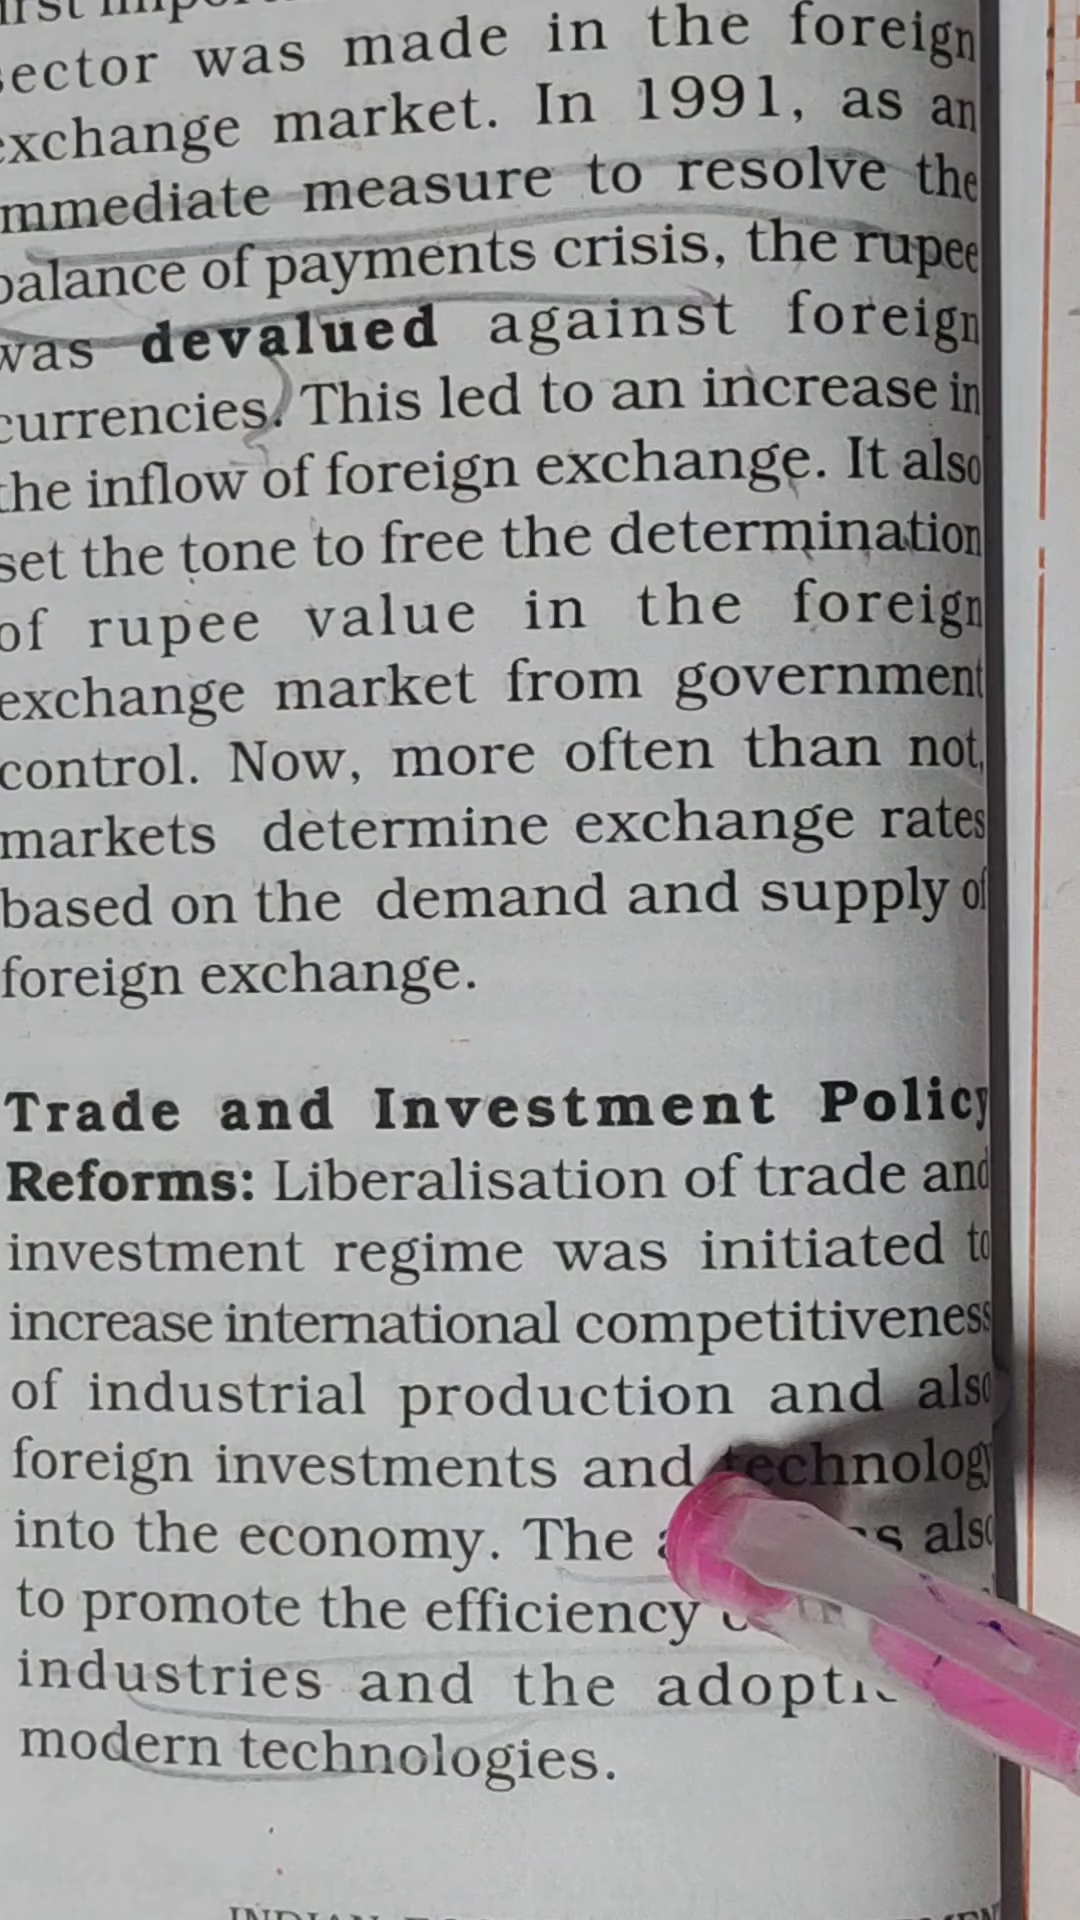 sector was made in the foreign
exchange market. In 1991, as an
immediate measure to resolve the
balance of payments crisis, the rupee
was devalued against foreign
currencies. This led to an increase in
the inflow of foreign exchange. It also
set the tone to free the determination
of rupee value in the foreign
exchange market from government
control. Now, more often than not,
markets determine exchange rates
based on the demand and supply of
foreign exchange.
Trade and Investment Policy
Reforms: Liberalisation of trade and
investment regime was initiated to
increase international competitiveness
of industrial production and also
foreign investments and technology
into the economy. The also
to promote the efficiency
industries and the
modern technologies.